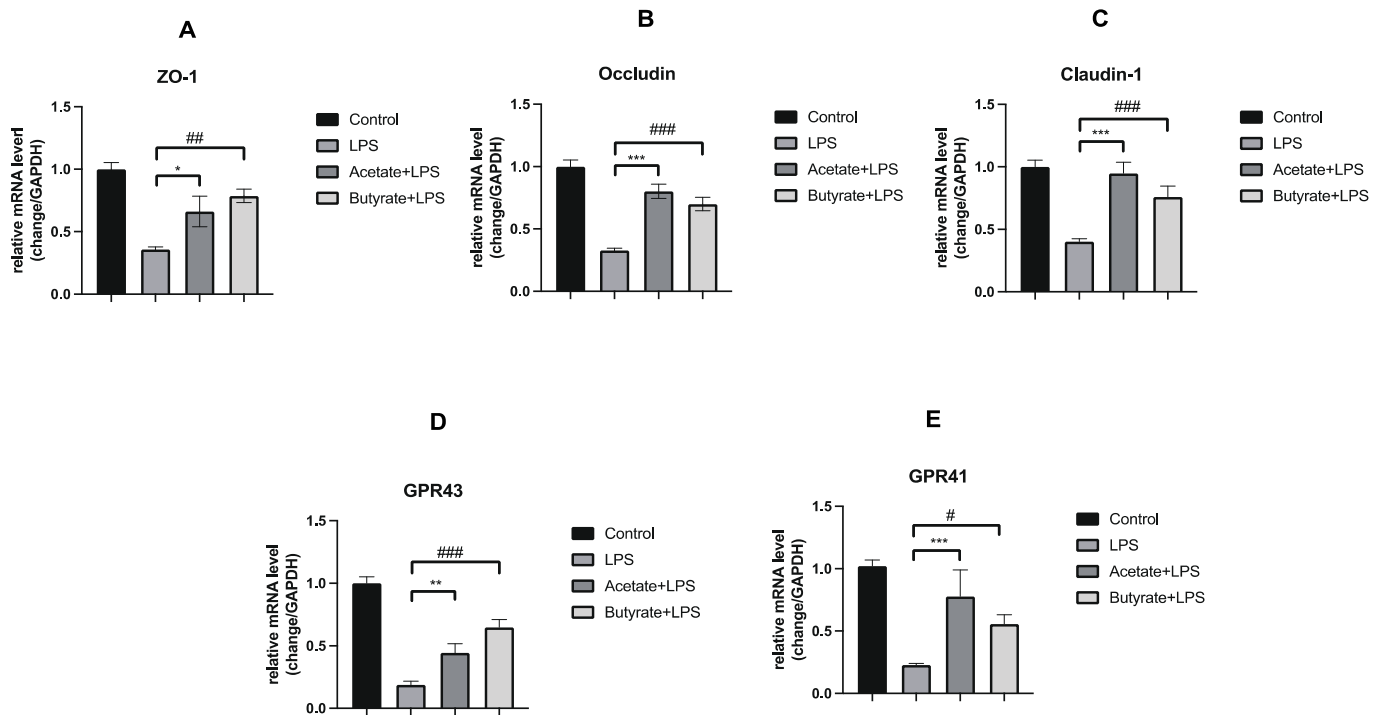 A
ZO-1
relative mRNA leverl
(change/GAPDH)
1.5
1.0
0.5
0.0
##
*
Control
LPS
Acetate+LPS
Butyrate+LPS
B
Occludin
relative mRNA level
(change/GAPDH)
1.5
1.0
0.5
0.0
###
***
Control
LPS
Acetate+LPS
Butyrate+LPS
C
Claudin-1
relative mRNA level
(change/GAPDH)
1.5
1.0
0.5
0.0
###
***
Control
LPS
Acetate+LPS
Butyrate+LPS
D
GPR43
relative mRNA level
(change/GAPDH)
1.5
1.0
0.5
0.0
###
**
Control
LPS
Acetate+LPS
Butyrate+LPS
E
GPR41
relative mRNA level
(change/GAPDH)
1.5
1.0
0.5
0.0
#
***
Control
LPS
Acetate+LPS
Butyrate+LPS